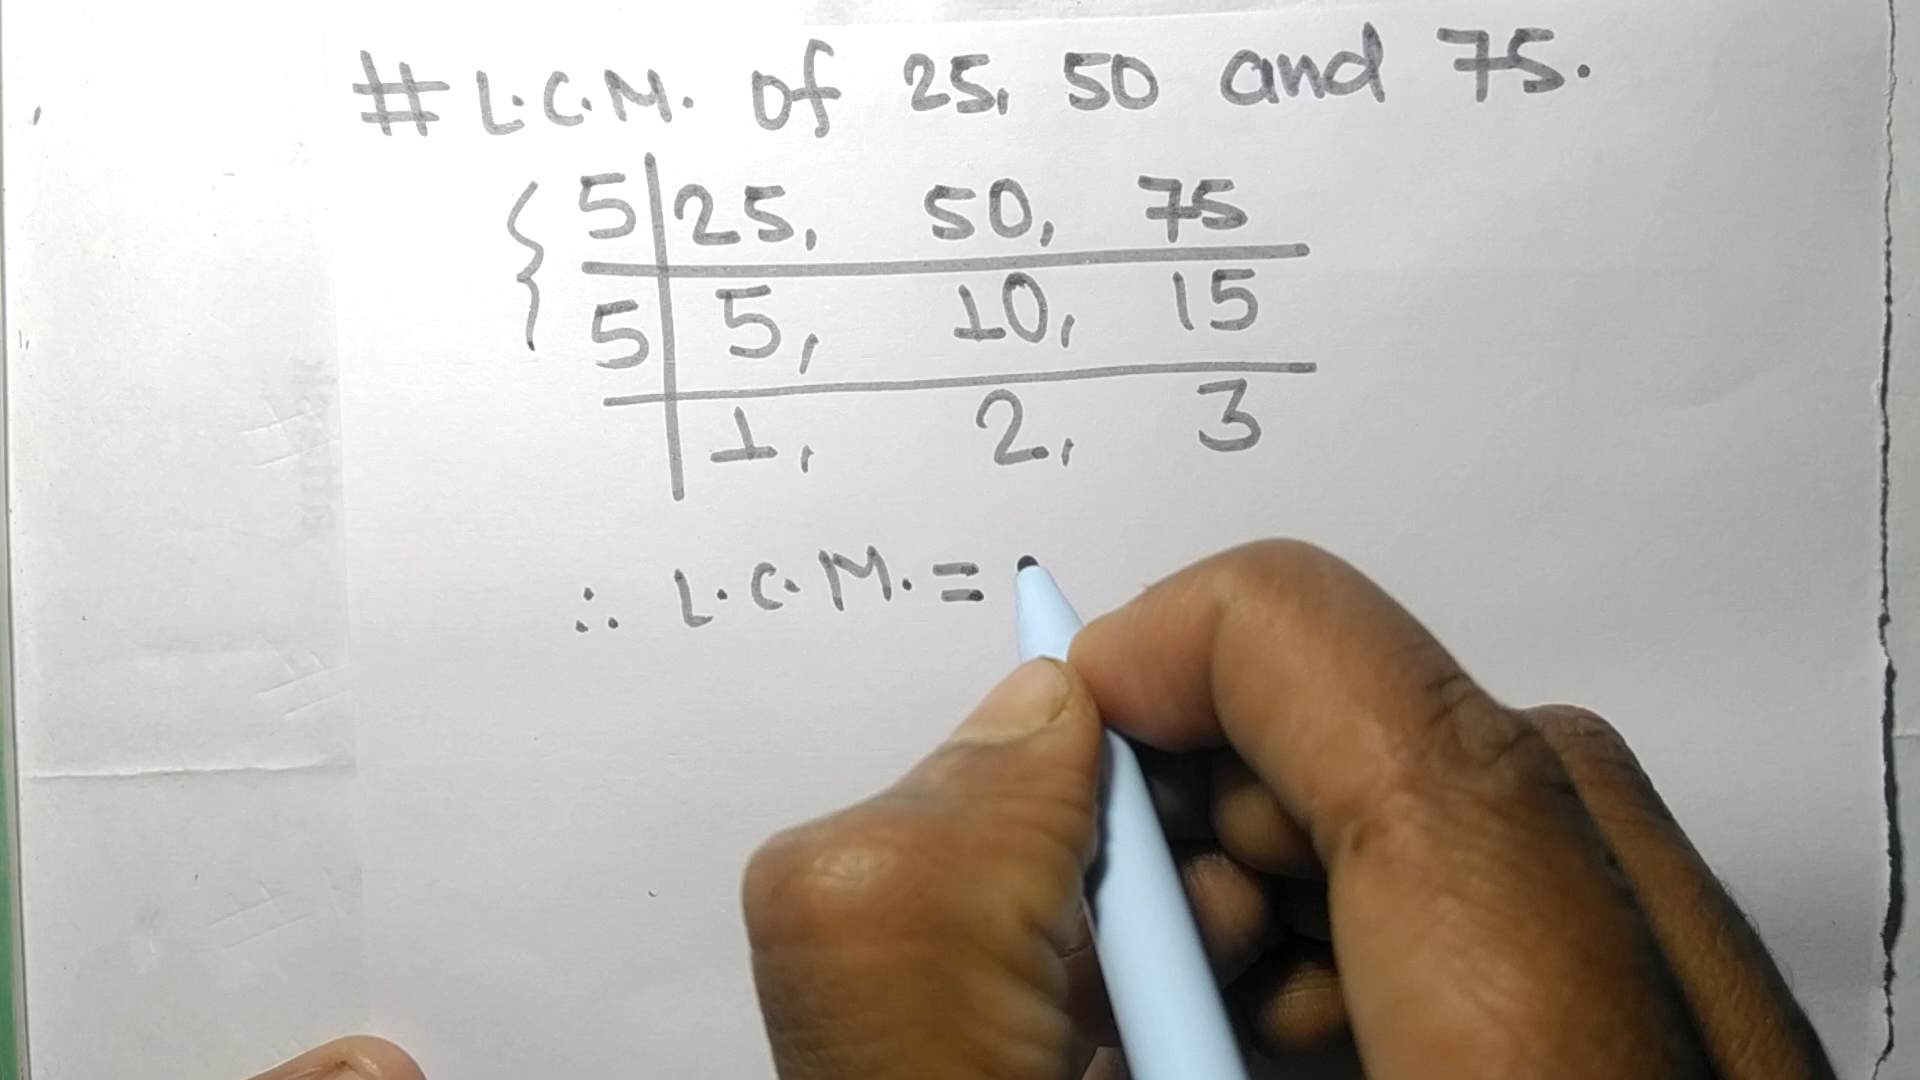 # L.C.M. of 25, 50 and 75.
5 | 25, 50, 75
5 | 5, 10, 15
1, 2, 3
∴ L.C.M. =